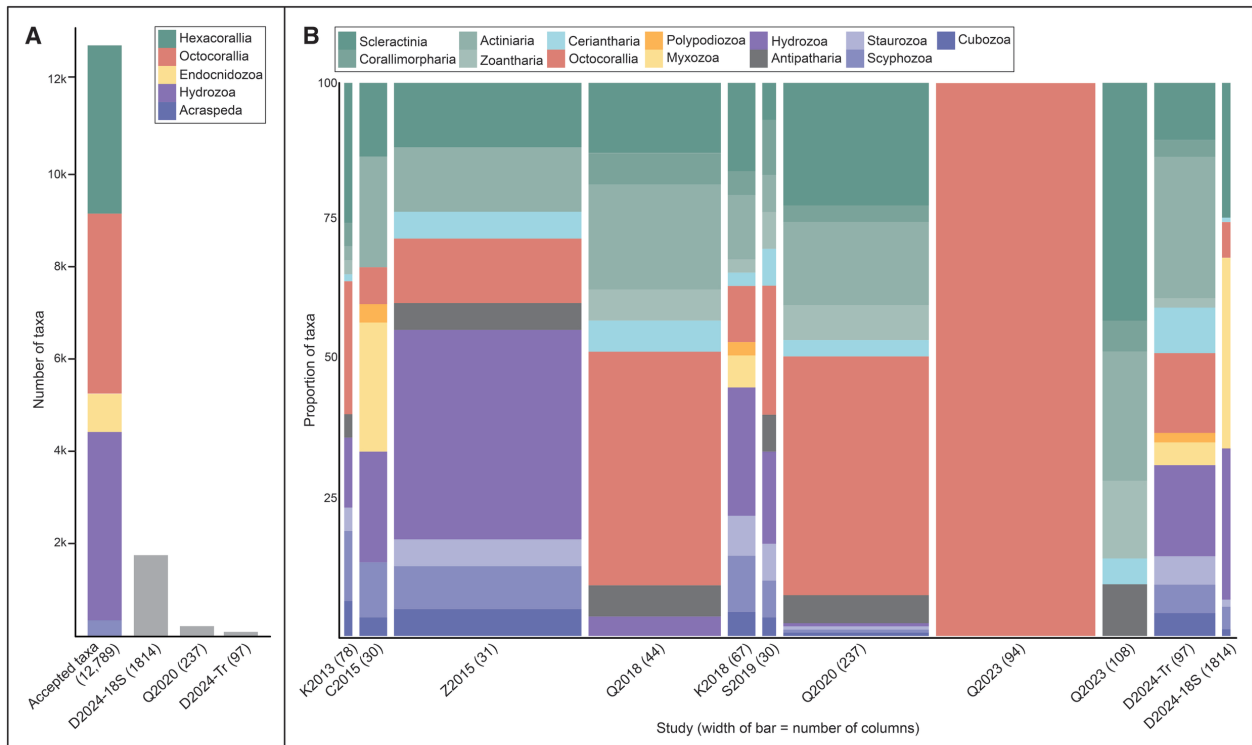 A
Hexacorallia
Octocorallia
Endocnidozoa
Hydrozoa
Acraspeda
Number of taxa
12k
10k
8k
6k
4k
2k
Accepted taxa
(12,789)
D2024-18S (1814)
Q2020 (237)
D2024-Tr (97)
B
Scleractinia Actiniaria Ceriantharia Polypodiozoa Hydrozoa Staurozoa Cubozoa
Corallimorpharia Zoantharia Octocorallia Myxozoa Antipatharia Scyphozoa
Proportion of taxa
100
75
50
25
K2013 (78)
C2015 (30)
Z2015 (31)
Q2018 (44)
K2018 (67)
S2019 (30)
Q2020 (237)
Q2023 (94)
Q2023 (108)
D2024-Tr (97)
D2024-18S (1814)
Study (width of bar = number of columns)